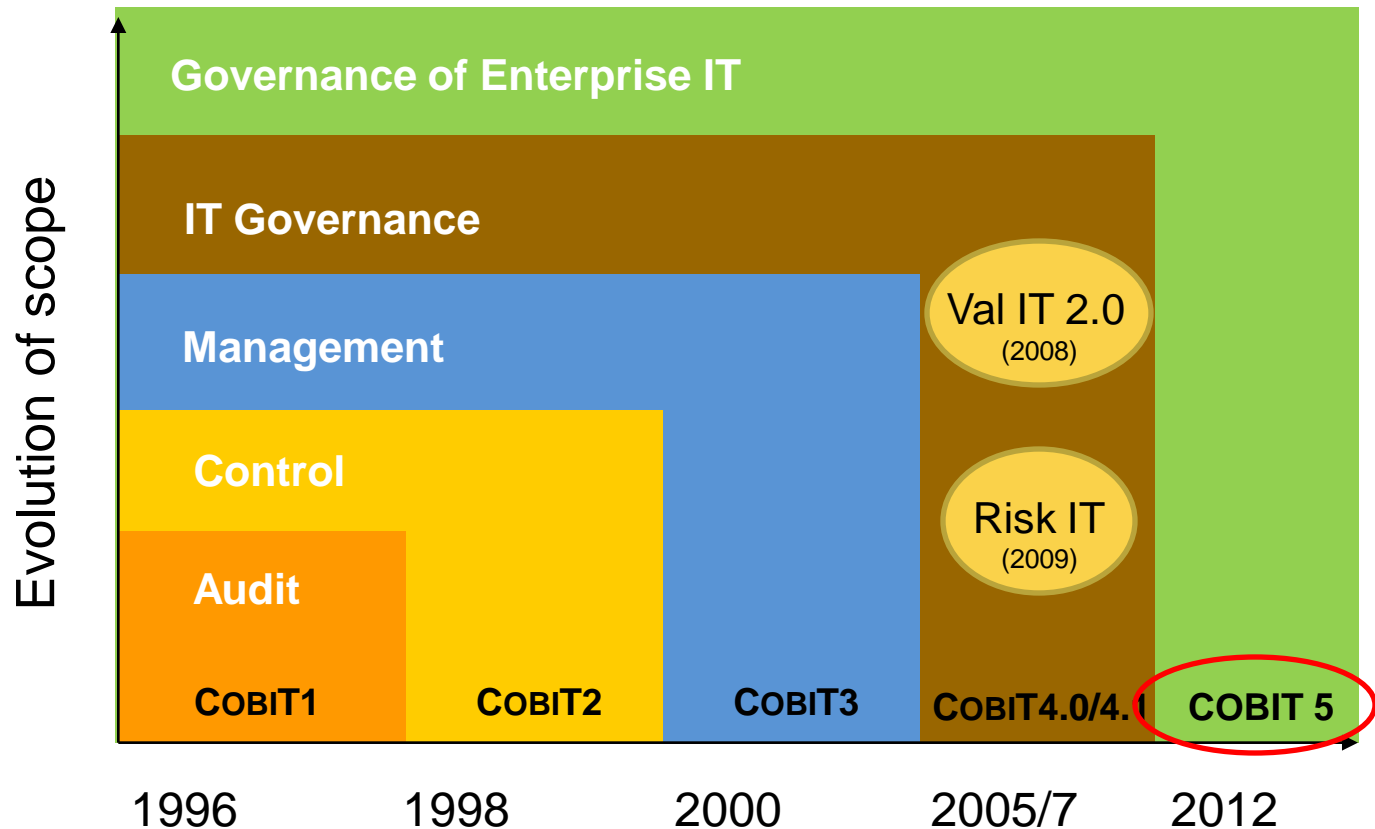 Evolution of scope
Governance of Enterprise IT
IT Governance
Val IT 2.0
(2008)
Management
Control
Risk IT
(2009)
Audit
COBIT1
COBIT2
COBIT3
COBIT4.0/4.1
COBIT 5
1996
1998
2000
2005/7
2012